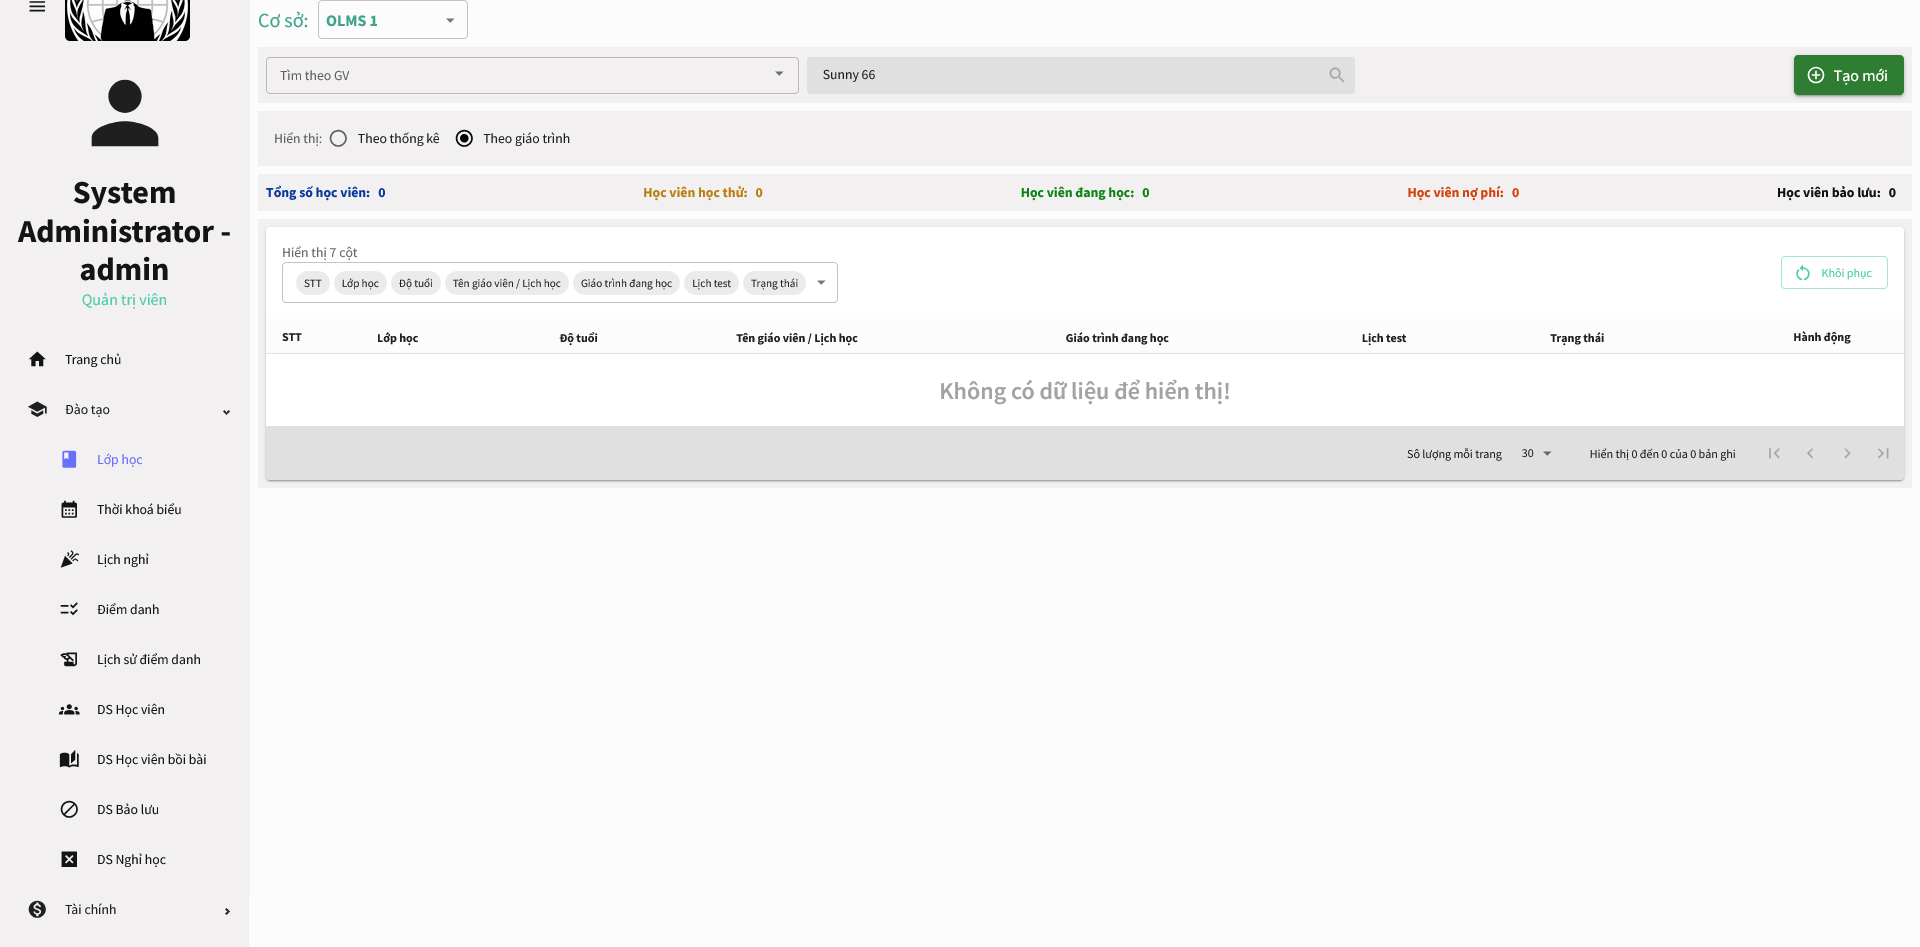 Cơ sở: OLMS 1
Tìm theo GV
Sunny 66
Tạo mới
Hiển thị: Theo thống kê Theo giáo trình
Tổng số học viên: 0
Học viên học thử: 0
Học viên đang học: 0
Học viên nợ phí: 0
Học viên bảo lưu: 0
Hiển thị 7 cột
STT Lớp học Độ tuổi Tên giáo viên / Lịch học Giáo trình đang học Lịch test Trạng thái
Khôi phục
STT Lớp học Độ tuổi Tên giáo viên / Lịch học Giáo trình đang học Lịch test Trạng thái Hành động
Không có dữ liệu để hiển thị!
Số lượng mỗi trang 30 Hiển thị 0 đến 0 của 0 bản ghi
System
Administrator -
admin
Quản trị viên
Trang chủ
Đào tạo
Lớp học
Thời khoá biểu
Lịch nghỉ
Điểm danh
Lịch sử điểm danh
DS Học viên
DS Học viên bồi bài
DS Bảo lưu
DS Nghỉ học
Tài chính